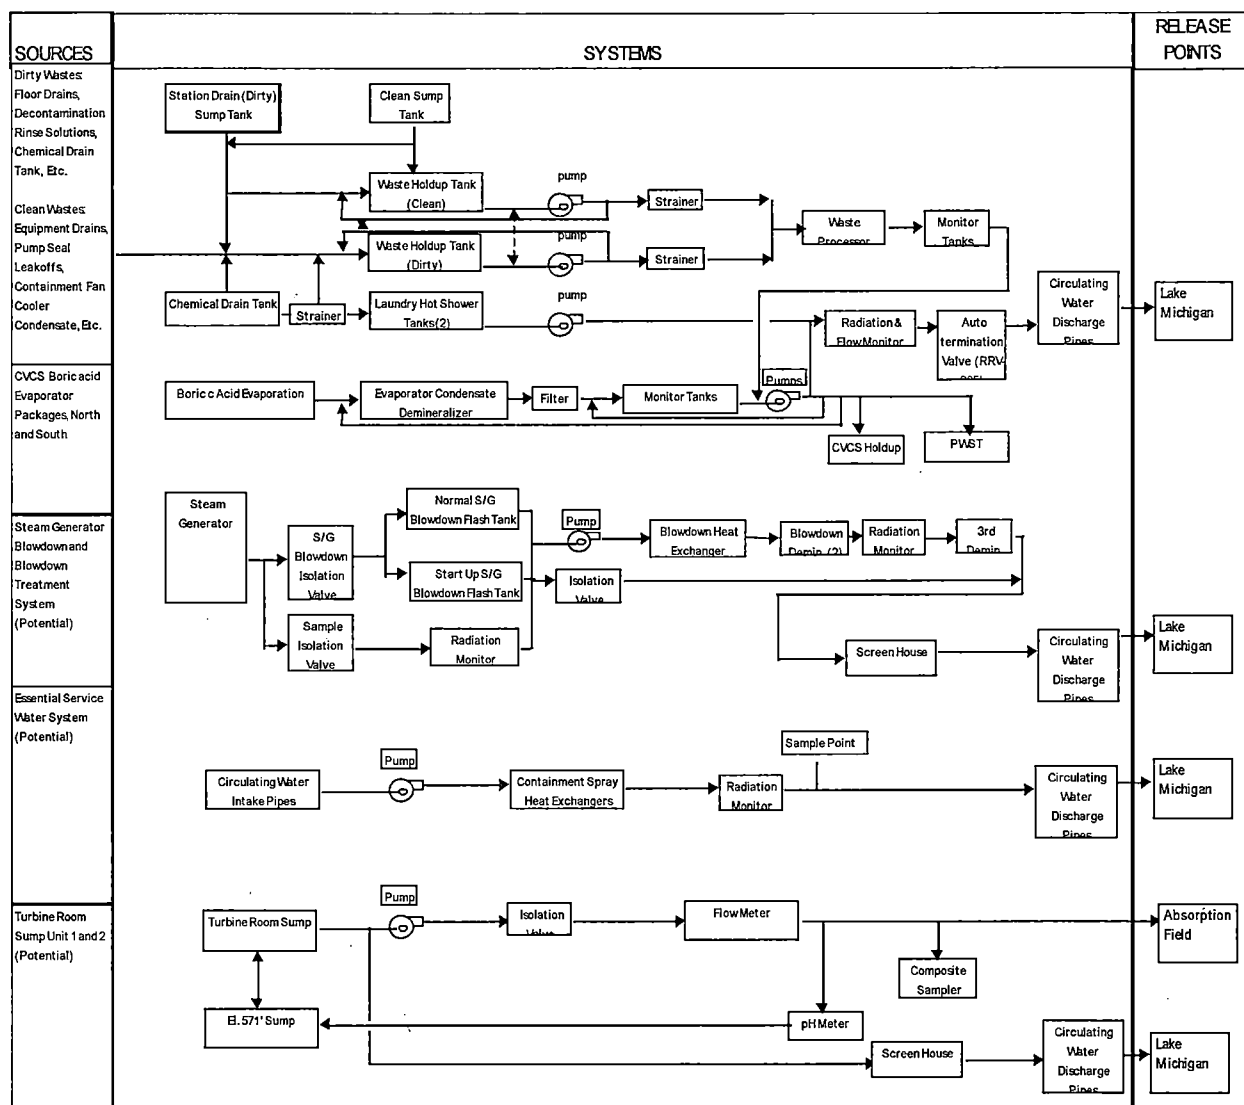 SOURCES
SYSTEMS
RELEASE
POINTS
Dirty Wastes:
Floor Drains,
Decontamination
Rinse Solutions,
Chemical Drain
Tank, Etc.
Clean Wastes:
Equipment Drains,
Pump Seal
Leakoffs,
Containment Fan
Cooler
Condensate, Etc.
Station Drain (Dirty)
Sump Tank
Clean Sump
Tank
Waste Holdup Tank
(Clean)
pump
Strainer
Waste Holdup Tank
(Dirty)
pump
Strainer
Waste
Processor
Monitor
Tanks
Chemical Drain Tank
Strainer
Laundry Hot Shower
Tanks (2)
pump
Radiation &
Flow Monitor
Auto
termination
Valve (RRV-
Circulating
Water
Discharge
Pipes
Lake
Michigan
CVCS Boric acid
Evaporator
Packages, North
and South
Boric c Acid Evaporation
Evaporator Condensate
Demineralizer
Filter
Monitor Tanks
Pumps
CVCS Holdup
PWST
Steam Generator
Blowdown and
Blowdown
Treatment
System
(Potential)
Steam
Generator
S/G
Blowdown
Isolation
Valve
Normal S/G
Blowdown Flash Tank
Start Up S/G
Blowdown Flash Tank
Pump
Blowdown Heat
Exchanger
Blowdown
Demin. (2)
Radiation
Monitor
3rd
Demin
Isolation
Valve
Sample
Isolation
Valve
Radiation
Monitor
Screen House
Circulating
Water
Discharge
Pipes
Lake
Michigan
Essential Service
Water System
(Potential)
Circulating Water
Intake Pipes
Pump
Containment Spray
Heat Exchangers
Radiation
Monitor
Sample Point
Circulating
Water
Discharge
Pipes
Lake
Michigan
Turbine Room
Sump Unit 1 and 2
(Potential)
Turbine Room Sump
Pump
Isolation
Valve
Flow Meter
Composite
Sampler
Absorption
Field
El. 571' Sump
pH Meter
Screen House
Circulating
Water
Discharge
Pipes
Lake
Michigan